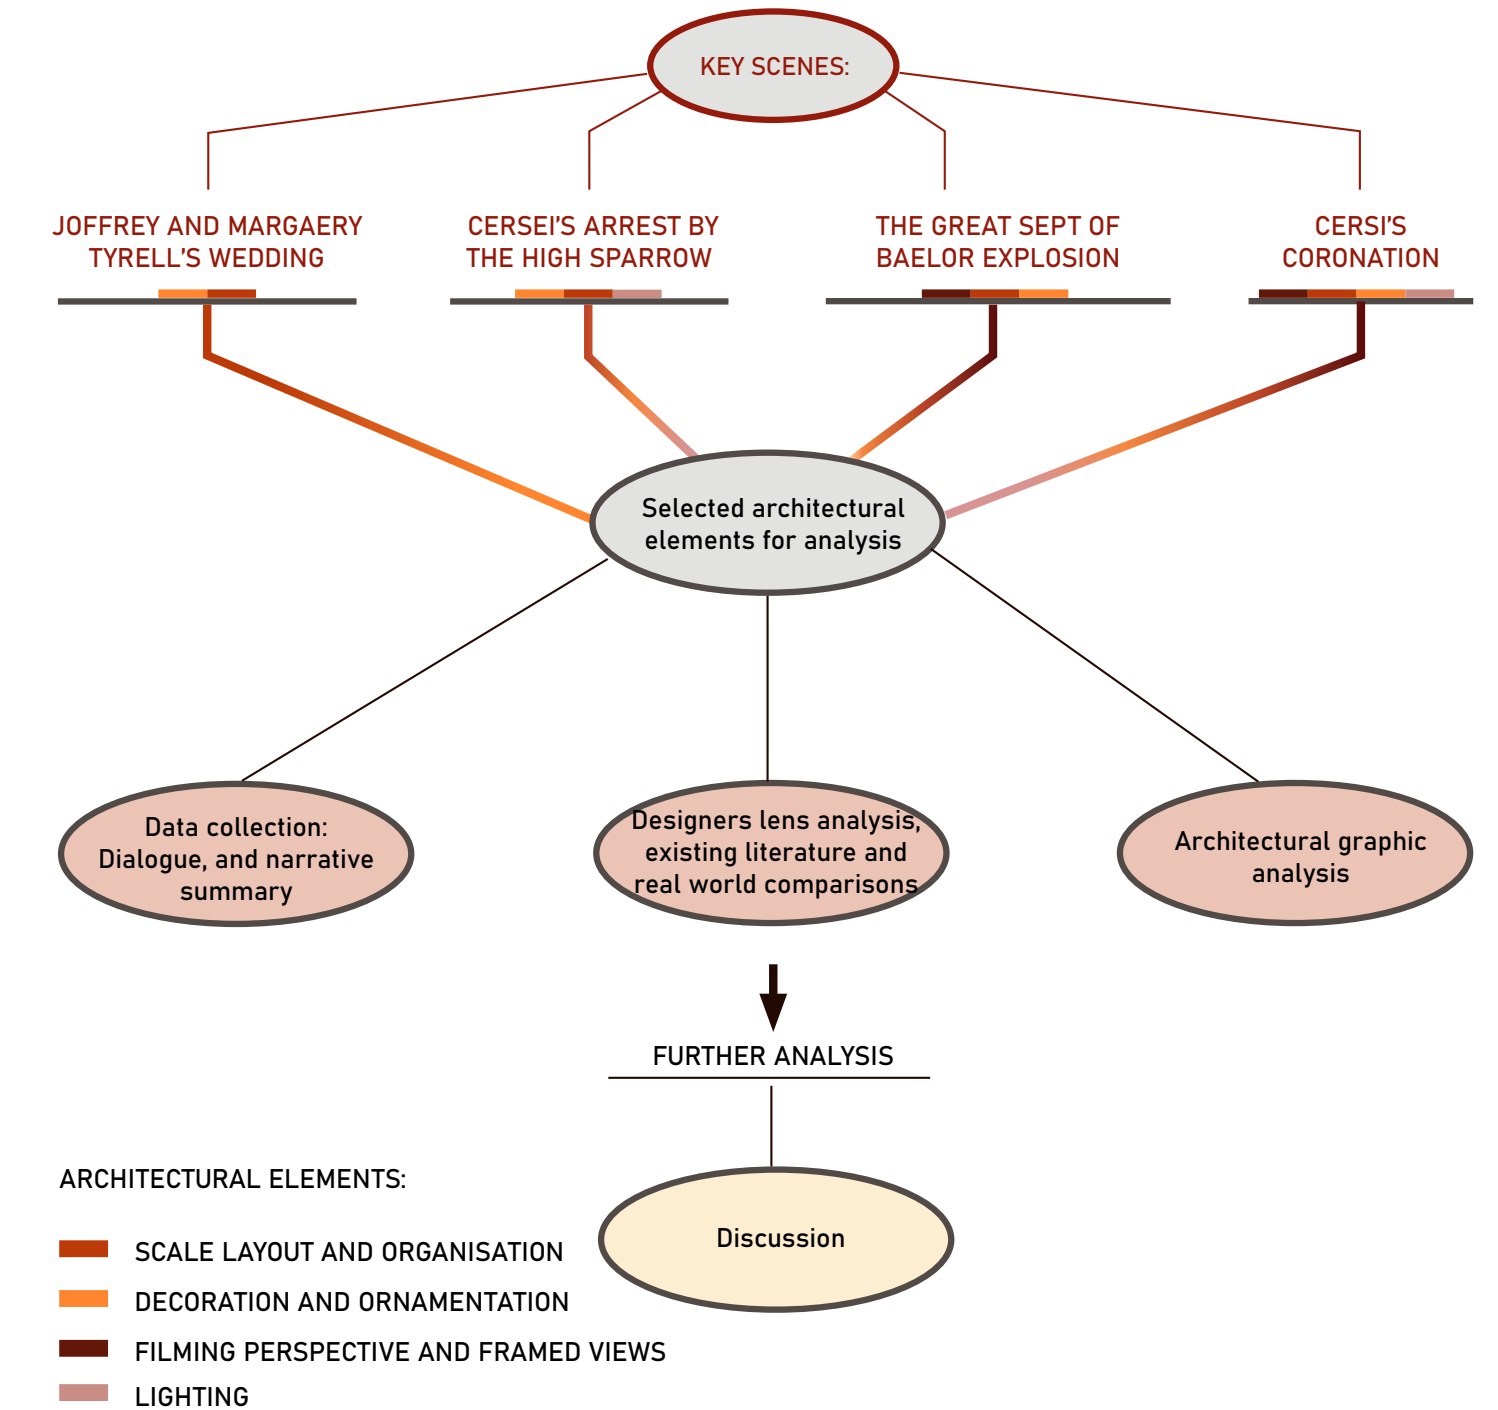 KEY SCENES:
JOFFREY AND MARGAERY
TYRELL'S WEDDING
CERSEI'S ARREST BY
THE HIGH SPARROW
THE GREAT SEPT OF
BAELOR EXPLOSION
CERSI'S
CORONATION
Selected architectural
elements for analysis
Data collection:
Dialogue, and narrative
summary
Designers lens analysis,
existing literature and
real world comparisons
Architectural graphic
analysis
FURTHER ANALYSIS
Discussion
ARCHITECTURAL ELEMENTS:
SCALE LAYOUT AND ORGANISATION
DECORATION AND ORNAMENTATION
FILMING PERSPECTIVE AND FRAMED VIEWS
LIGHTING